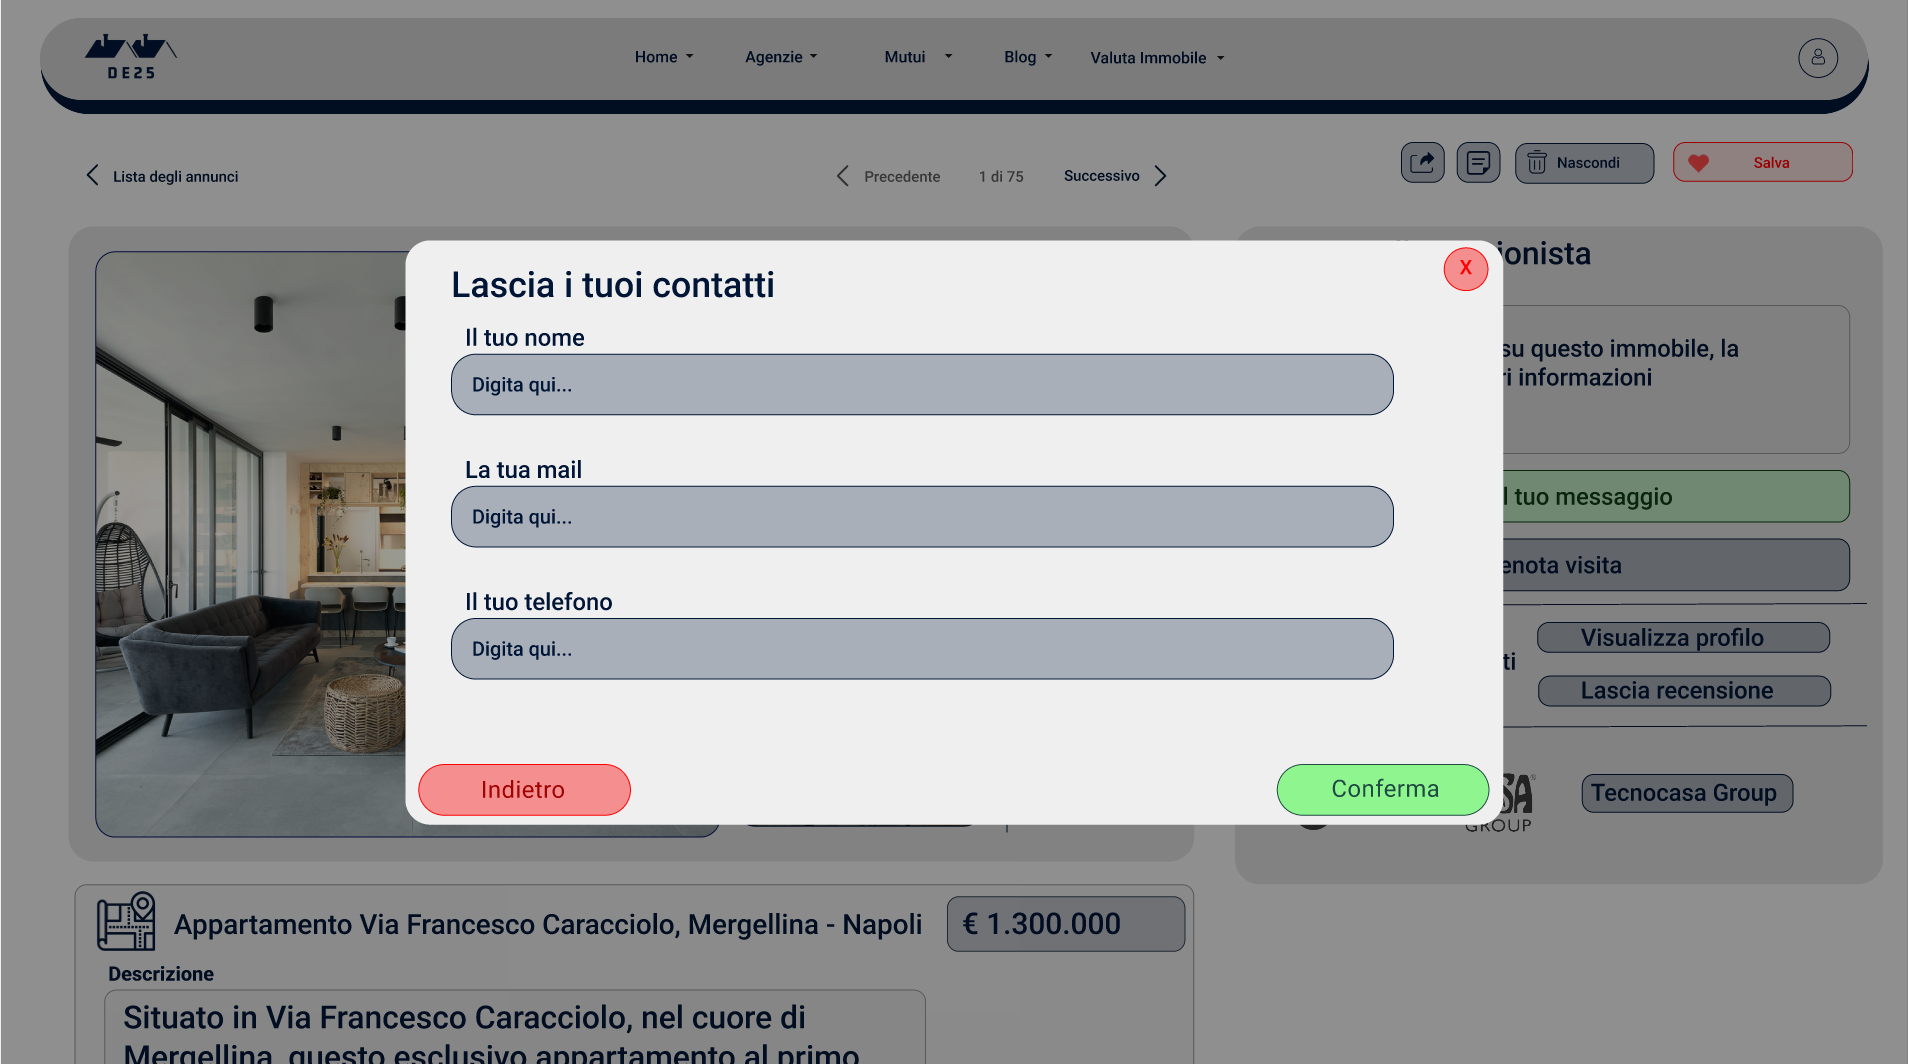 DE25
Home
Agenzie
Mutui
Blog
Valuta Immobile
Lista degli annunci
Precedente
1 di 75
Successivo
Nascondi
Salva
Lascia i tuoi contatti
X
Il tuo nome
Digita qui...
La tua mail
Digita qui...
Il tuo telefono
Digita qui...
Indietro
Conferma
ionista
su questo immobile, la
ri informazioni
l tuo messaggio
enota visita
Visualizza profilo
ti
Lascia recensione
SA
GROUP
Tecnocasa Group
Appartamento Via Francesco Caracciolo, Mergellina - Napoli
€ 1.300.000
Descrizione
Situato in Via Francesco Caracciolo, nel cuore di
Mergellina, questo esclusivo appartamento al primo